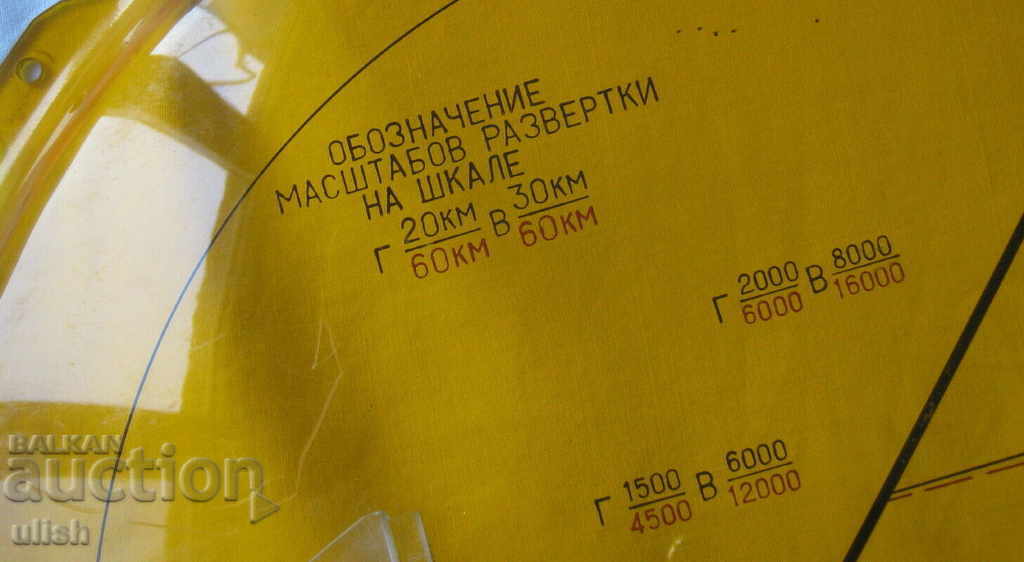 ОБОЗНАЧЕНИЕ
МАСШТАБОВ РАЗВЕРТКИ
НА ШКАЛЕ
Г 20КМ/60КМ В 30КМ/60КМ
Г 2000/6000 В 8000/16000
Г 1500/4500 В 6000/12000
BALKAN
auction
ulish